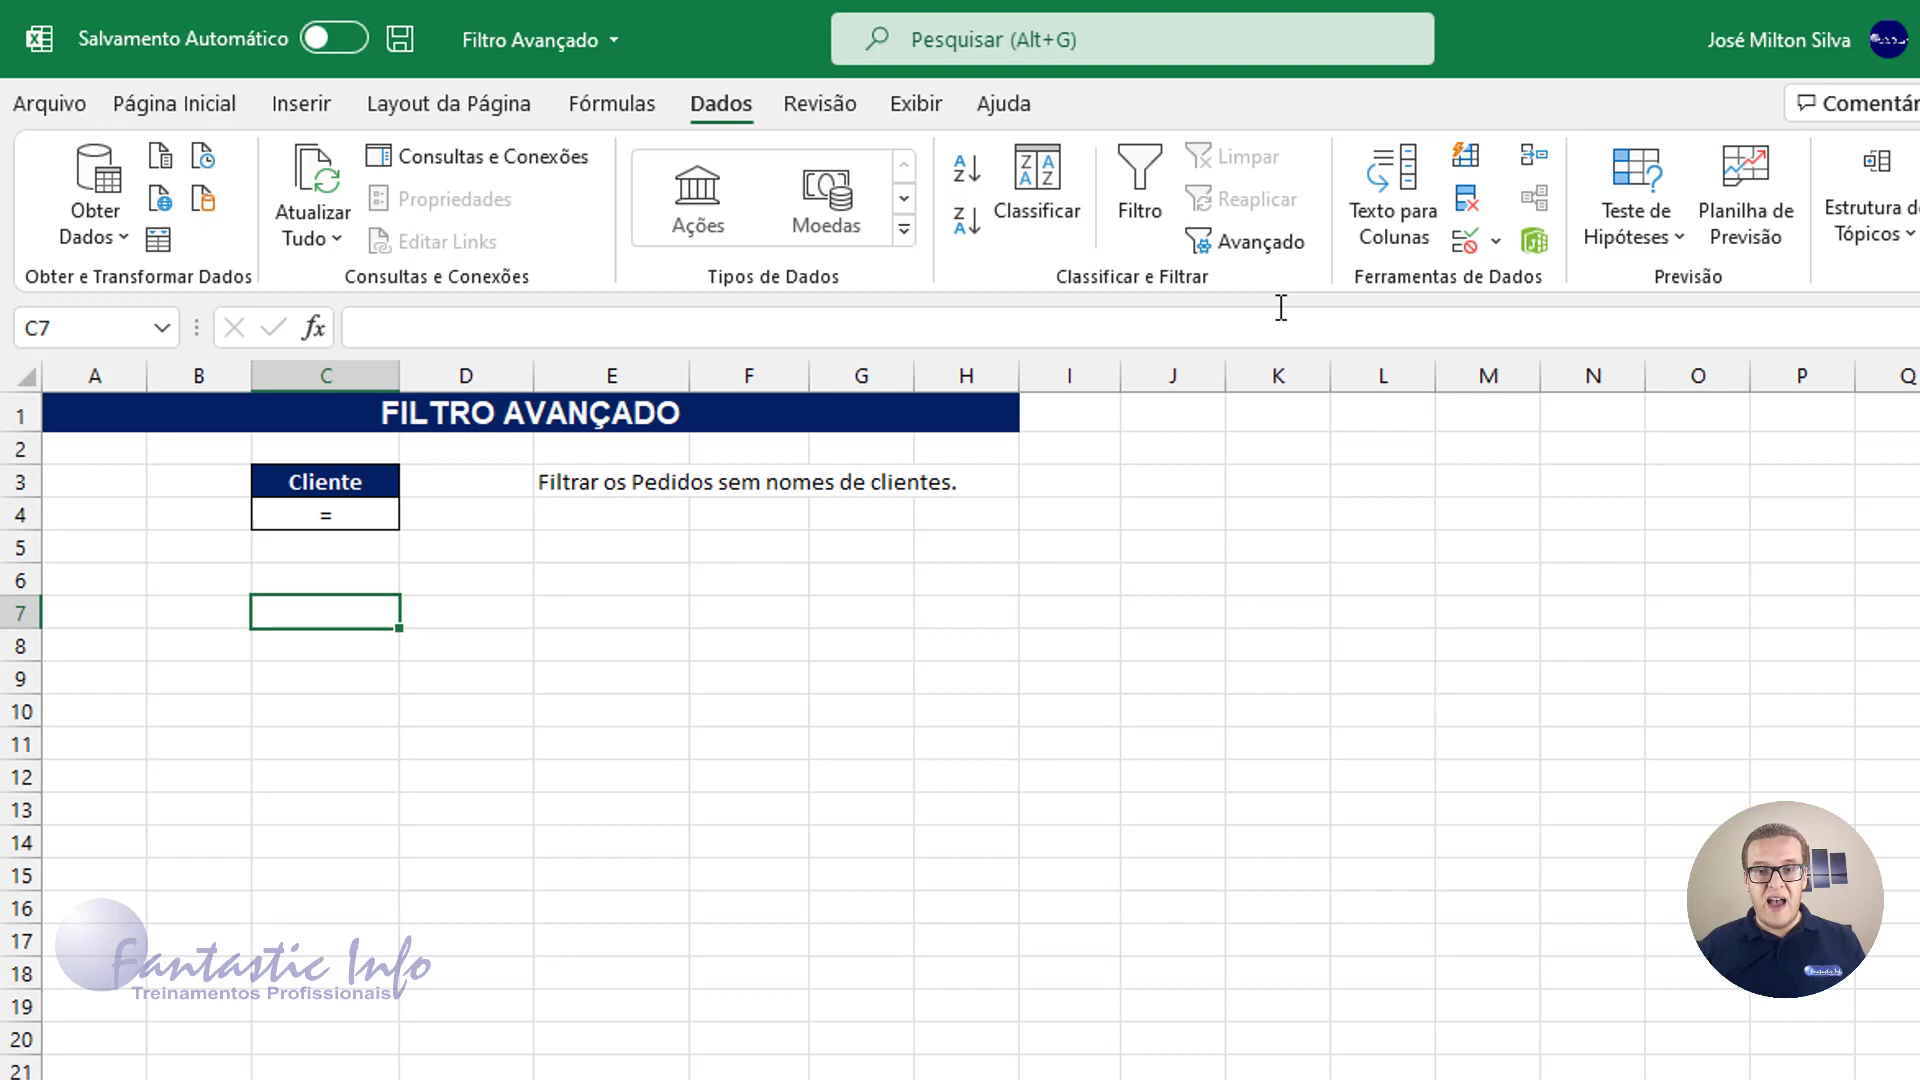 Salvamento Automático
Filtro Avançado
Pesquisar (Alt+G)
José Milton Silva
Arquivo
Página Inicial
Inserir
Layout da Página
Fórmulas
Dados
Revisão
Exibir
Ajuda
Comentár
Obter
Dados
Obter e Transformar Dados
Atualizar
Tudo
Consultas e Conexões
Propriedades
Editar Links
Consultas e Conexões
Ações
Moedas
Tipos de Dados
Classificar
Filtro
Limpar
Reaplicar
Avançado
Classificar e Filtrar
Texto para
Colunas
Ferramentas de Dados
Teste de
Hipóteses
Planilha de
Previsão
Previsão
Estrutura d
Tópicos
C7
fx
A B C D E F G H I J K L M N O P Q
1 FILTRO AVANÇADO
2
3 Cliente Filtrar os Pedidos sem nomes de clientes.
4 =
5
6
7
8
9
10
11
12
13
14
15
16
17
18
19
20
21
Fantastic Info
Treinamentos Profissionais